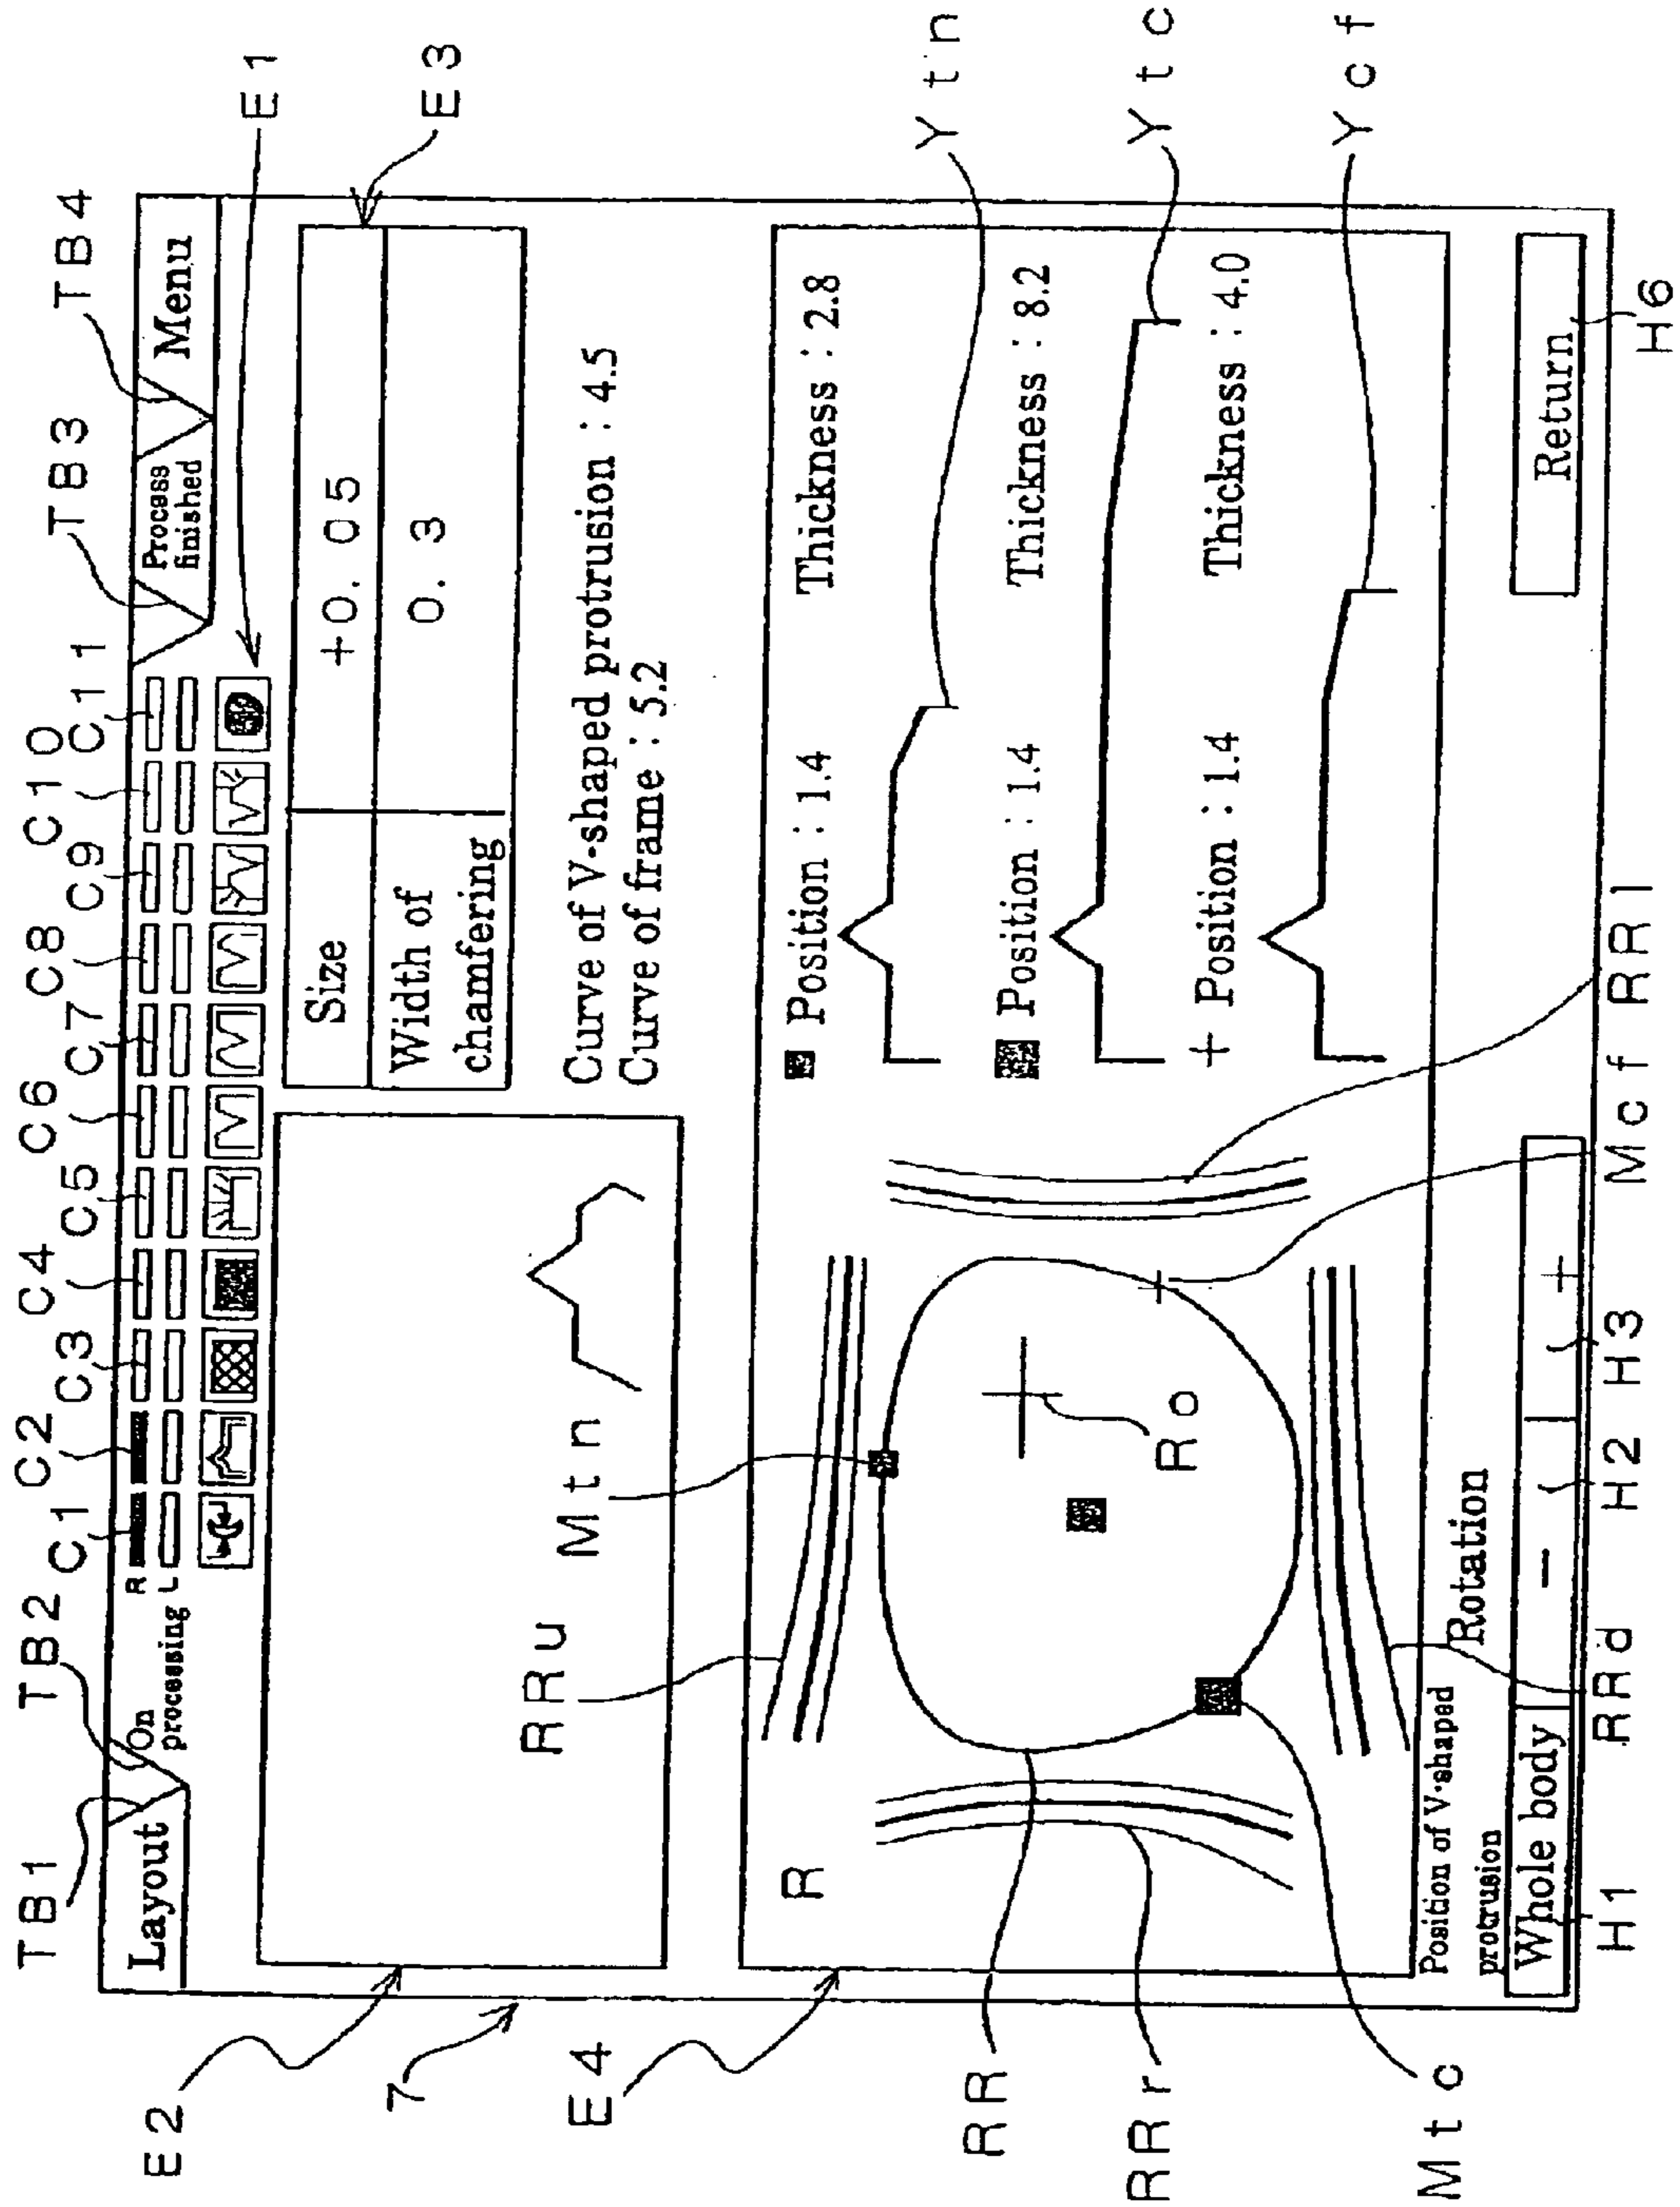 TB1 TB2 C1 C2 C3 C4 C5 C6 C7 C8 C9 C10 C11 TB3 TB4
Layout
On
processing
R
L
Process
finished
Menu
E1
E2
E3
Size +0.05
Width of
chamfering
0.3
Curve of V-shaped protrusion : 4.5
Curve of frame : 5.2
7
E4
RRu
Mtn
R
Position : 1.4 Thickness : 2.8
Ytn
Position : 1.4 Thickness : 8.2
Ytc
+ Position : 1.4 Thickness : 4.0
Ycf
Ro
RR
RRr
Mtc
Position of V-shaped
protrusion
Rotation
Whole body
−
+
Return
H1 RRd H2 H3 Mcf RRl H6